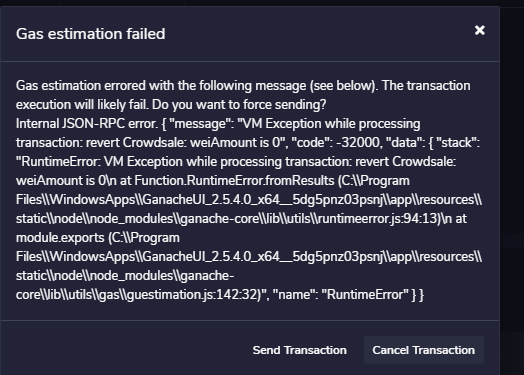 Gas estimation failed
Gas estimation errored with the following message (see below). The transaction
execution will likely fail. Do you want to force sending?
Internal JSON-RPC error. { "message": "VM Exception while processing
transaction: revert Crowdsale: weiAmount is 0", "code": -32000, "data": { "stack":
"RuntimeError: VM Exception while processing transaction: revert Crowdsale:
weiAmount is 0\n at Function.RuntimeError.fromResults (C:\\Program
Files\\WindowsApps\\GanacheUI_2.5.4.0_x64__5dg5pnz03psnj\\app\\resources\\
static\\node\\node_modules\\ganache-core\\lib\\utils\\runtimeerror.js:94:13)\n at
module.exports (C:\\Program
Files\\WindowsApps\\GanacheUI_2.5.4.0_x64__5dg5pnz03psnj\\app\\resources\\
static\\node\\node_modules\\ganache-
core\\lib\\utils\\gas\\guestimation.js:142:32)", "name": "RuntimeError" } }
Send Transaction Cancel Transaction